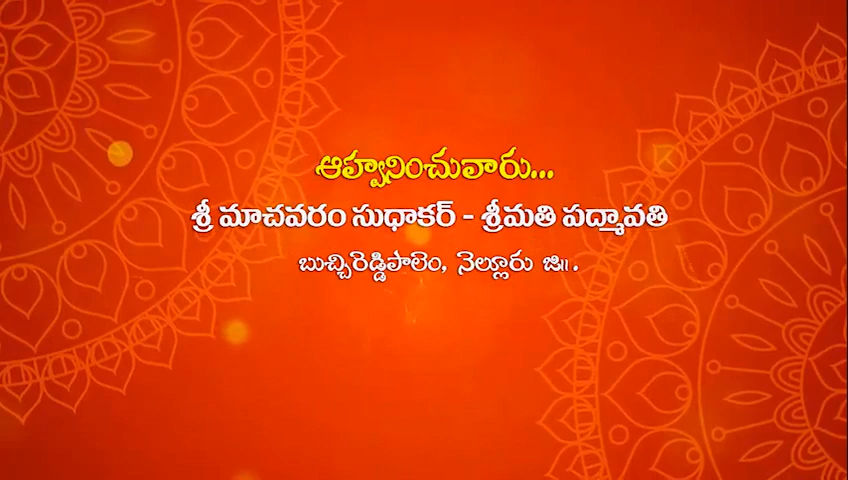 ఆహ్వానించువారు...
శ్రీ మాచవరం సుధాకర్ - శ్రీమతి పద్మావతి
బుచ్చిరెడ్డిపాలెం, నెల్లూరు జి॥.